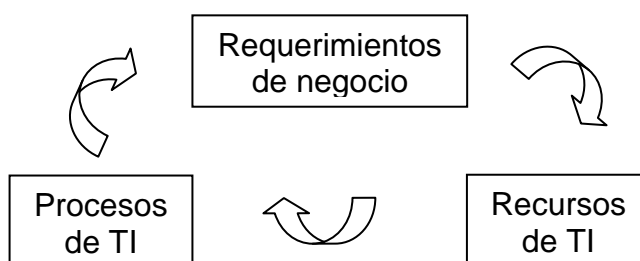 Requerimientos
de negocio
Procesos
de TI
Recursos
de TI